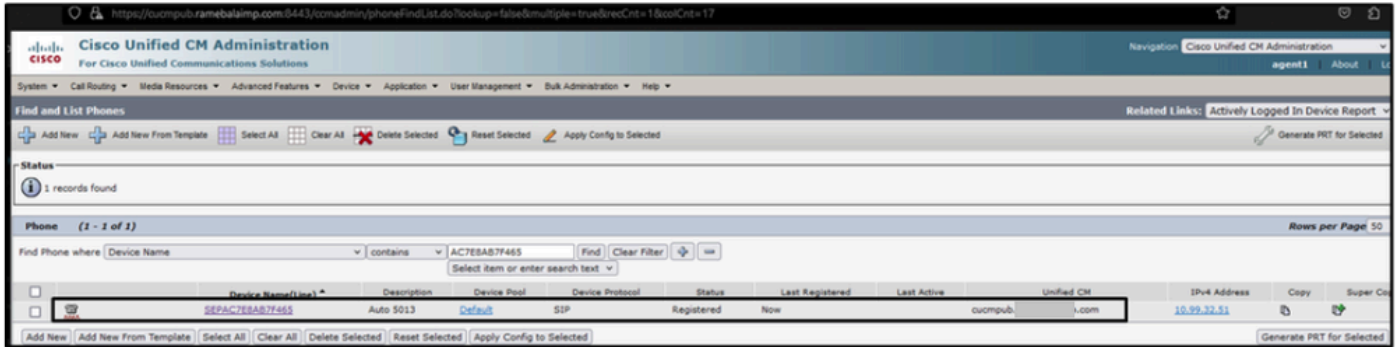 https://cucmpub.ramebalaimp.com:8443/ccmadmin/phoneFindList.do?lookup=false&multiple=true&recCnt=1&colCnt=17
Cisco Unified CM Administration
Navigation Cisco Unified CM Administration
CISCO For Cisco Unified Communications Solutions
agent1 About Lo
System Call Routing Media Resources Advanced Features Device Application User Management Bulk Administration Help
Find and List Phones Related Links: Actively Logged In Device Report
Add New Add New From Template Select All Clear All Delete Selected Reset Selected Apply Config to Selected Generate PRT for Selected
Status
1 records found
Phone (1 - 1 of 1) Rows per Page 50
Find Phone where Device Name contains AC7E8AB7F465 Find Clear Filter
Select item or enter search text
Device Name(Line) Description Device Pool Device Protocol Status Last Registered Last Active Unified CM IPv4 Address Copy Super Cop
SEPAC7E8AB7F465 Auto 5013 Default SIP Registered Now cucmpub. .com 10.99.32.51
Add New Add New From Template Select All Clear All Delete Selected Reset Selected Apply Config to Selected Generate PRT for Selected